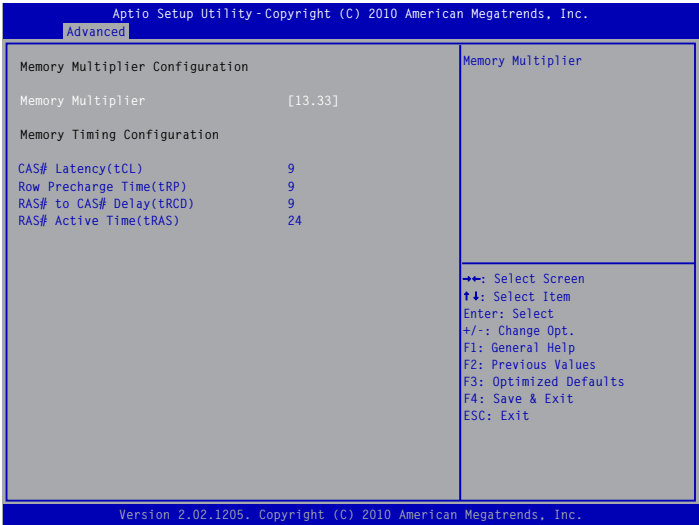 Aptio Setup Utility - Copyright (C) 2010 American Megatrends, Inc.
Advanced
Memory Multiplier Configuration
Memory Multiplier [13.33]
Memory Timing Configuration
CAS# Latency(tCL) 9
Row Precharge Time(tRP) 9
RAS# to CAS# Delay(tRCD) 9
RAS# Active Time(tRAS) 24
Memory Multiplier
→←: Select Screen
↑↓: Select Item
Enter: Select
+/-: Change Opt.
F1: General Help
F2: Previous Values
F3: Optimized Defaults
F4: Save & Exit
ESC: Exit
Version 2.02.1205. Copyright (C) 2010 American Megatrends, Inc.